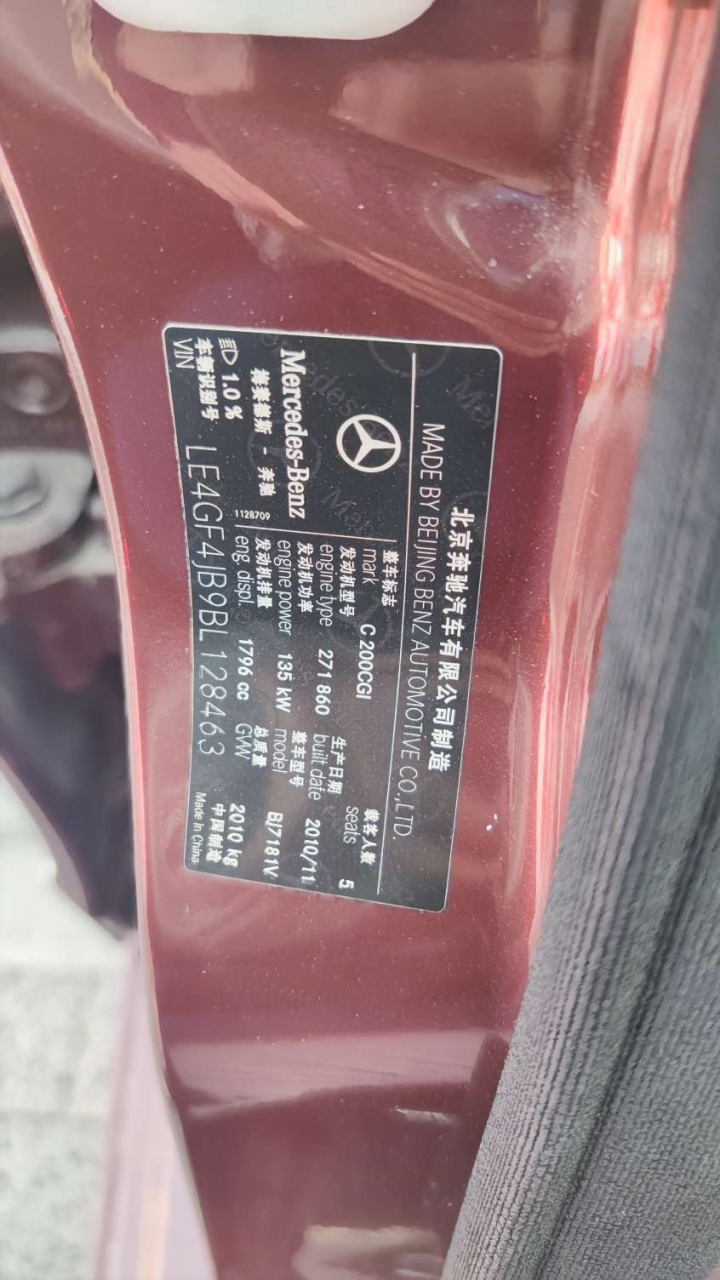 北京奔驰汽车有限公司制造
MADE BY BEIJING BENZ AUTOMOTIVE CO.,LTD.
整车标志
mark
载客人数
seats
5
发动机型号
engine type
C 200CGI
271 860
生产日期
built date
2010/11
发动机功率
engine power
135 kW
整车型号
model
BJ7181V
发动机排量
eng. displ.
1796 cc
总质量
GVW
2010 kg
Mercedes-Benz
梅赛德斯 - 奔驰
1128709
1.0 %
车辆识别号
VIN
LE4GF4JB9BL128463
中国制造
Made In China